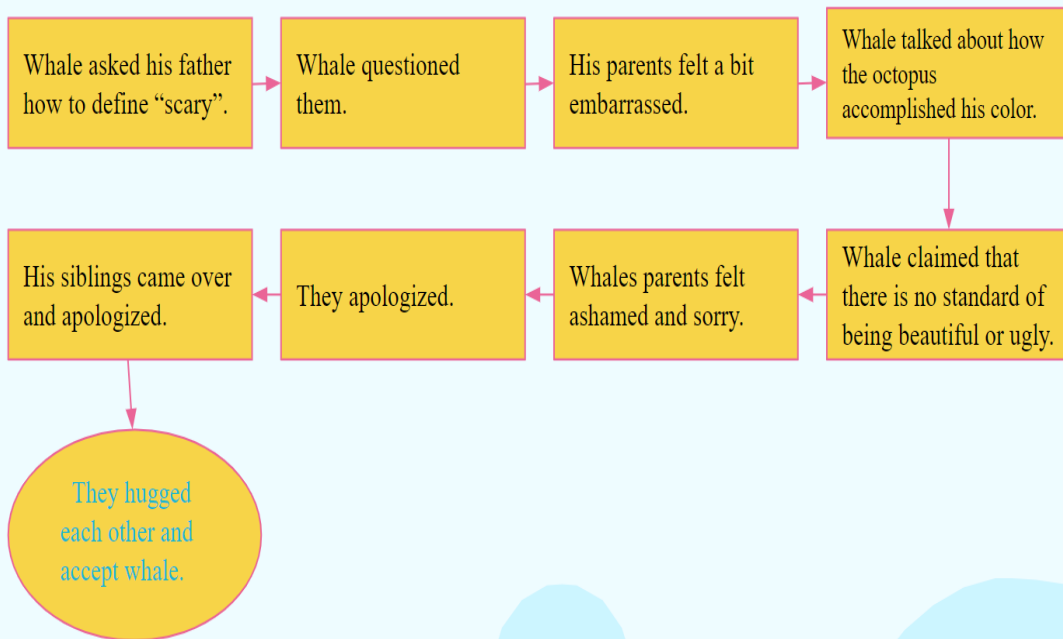 Whale asked his father
how to define “scary”.
Whale questioned
them.
His parents felt a bit
embarrassed.
Whale talked about how
the octopus
accomplished his color.
Whale claimed that
there is no standard of
being beautiful or ugly.
Whales parents felt
ashamed and sorry.
They apologized.
His siblings came over
and apologized.
They hugged
each other and
accept whale.